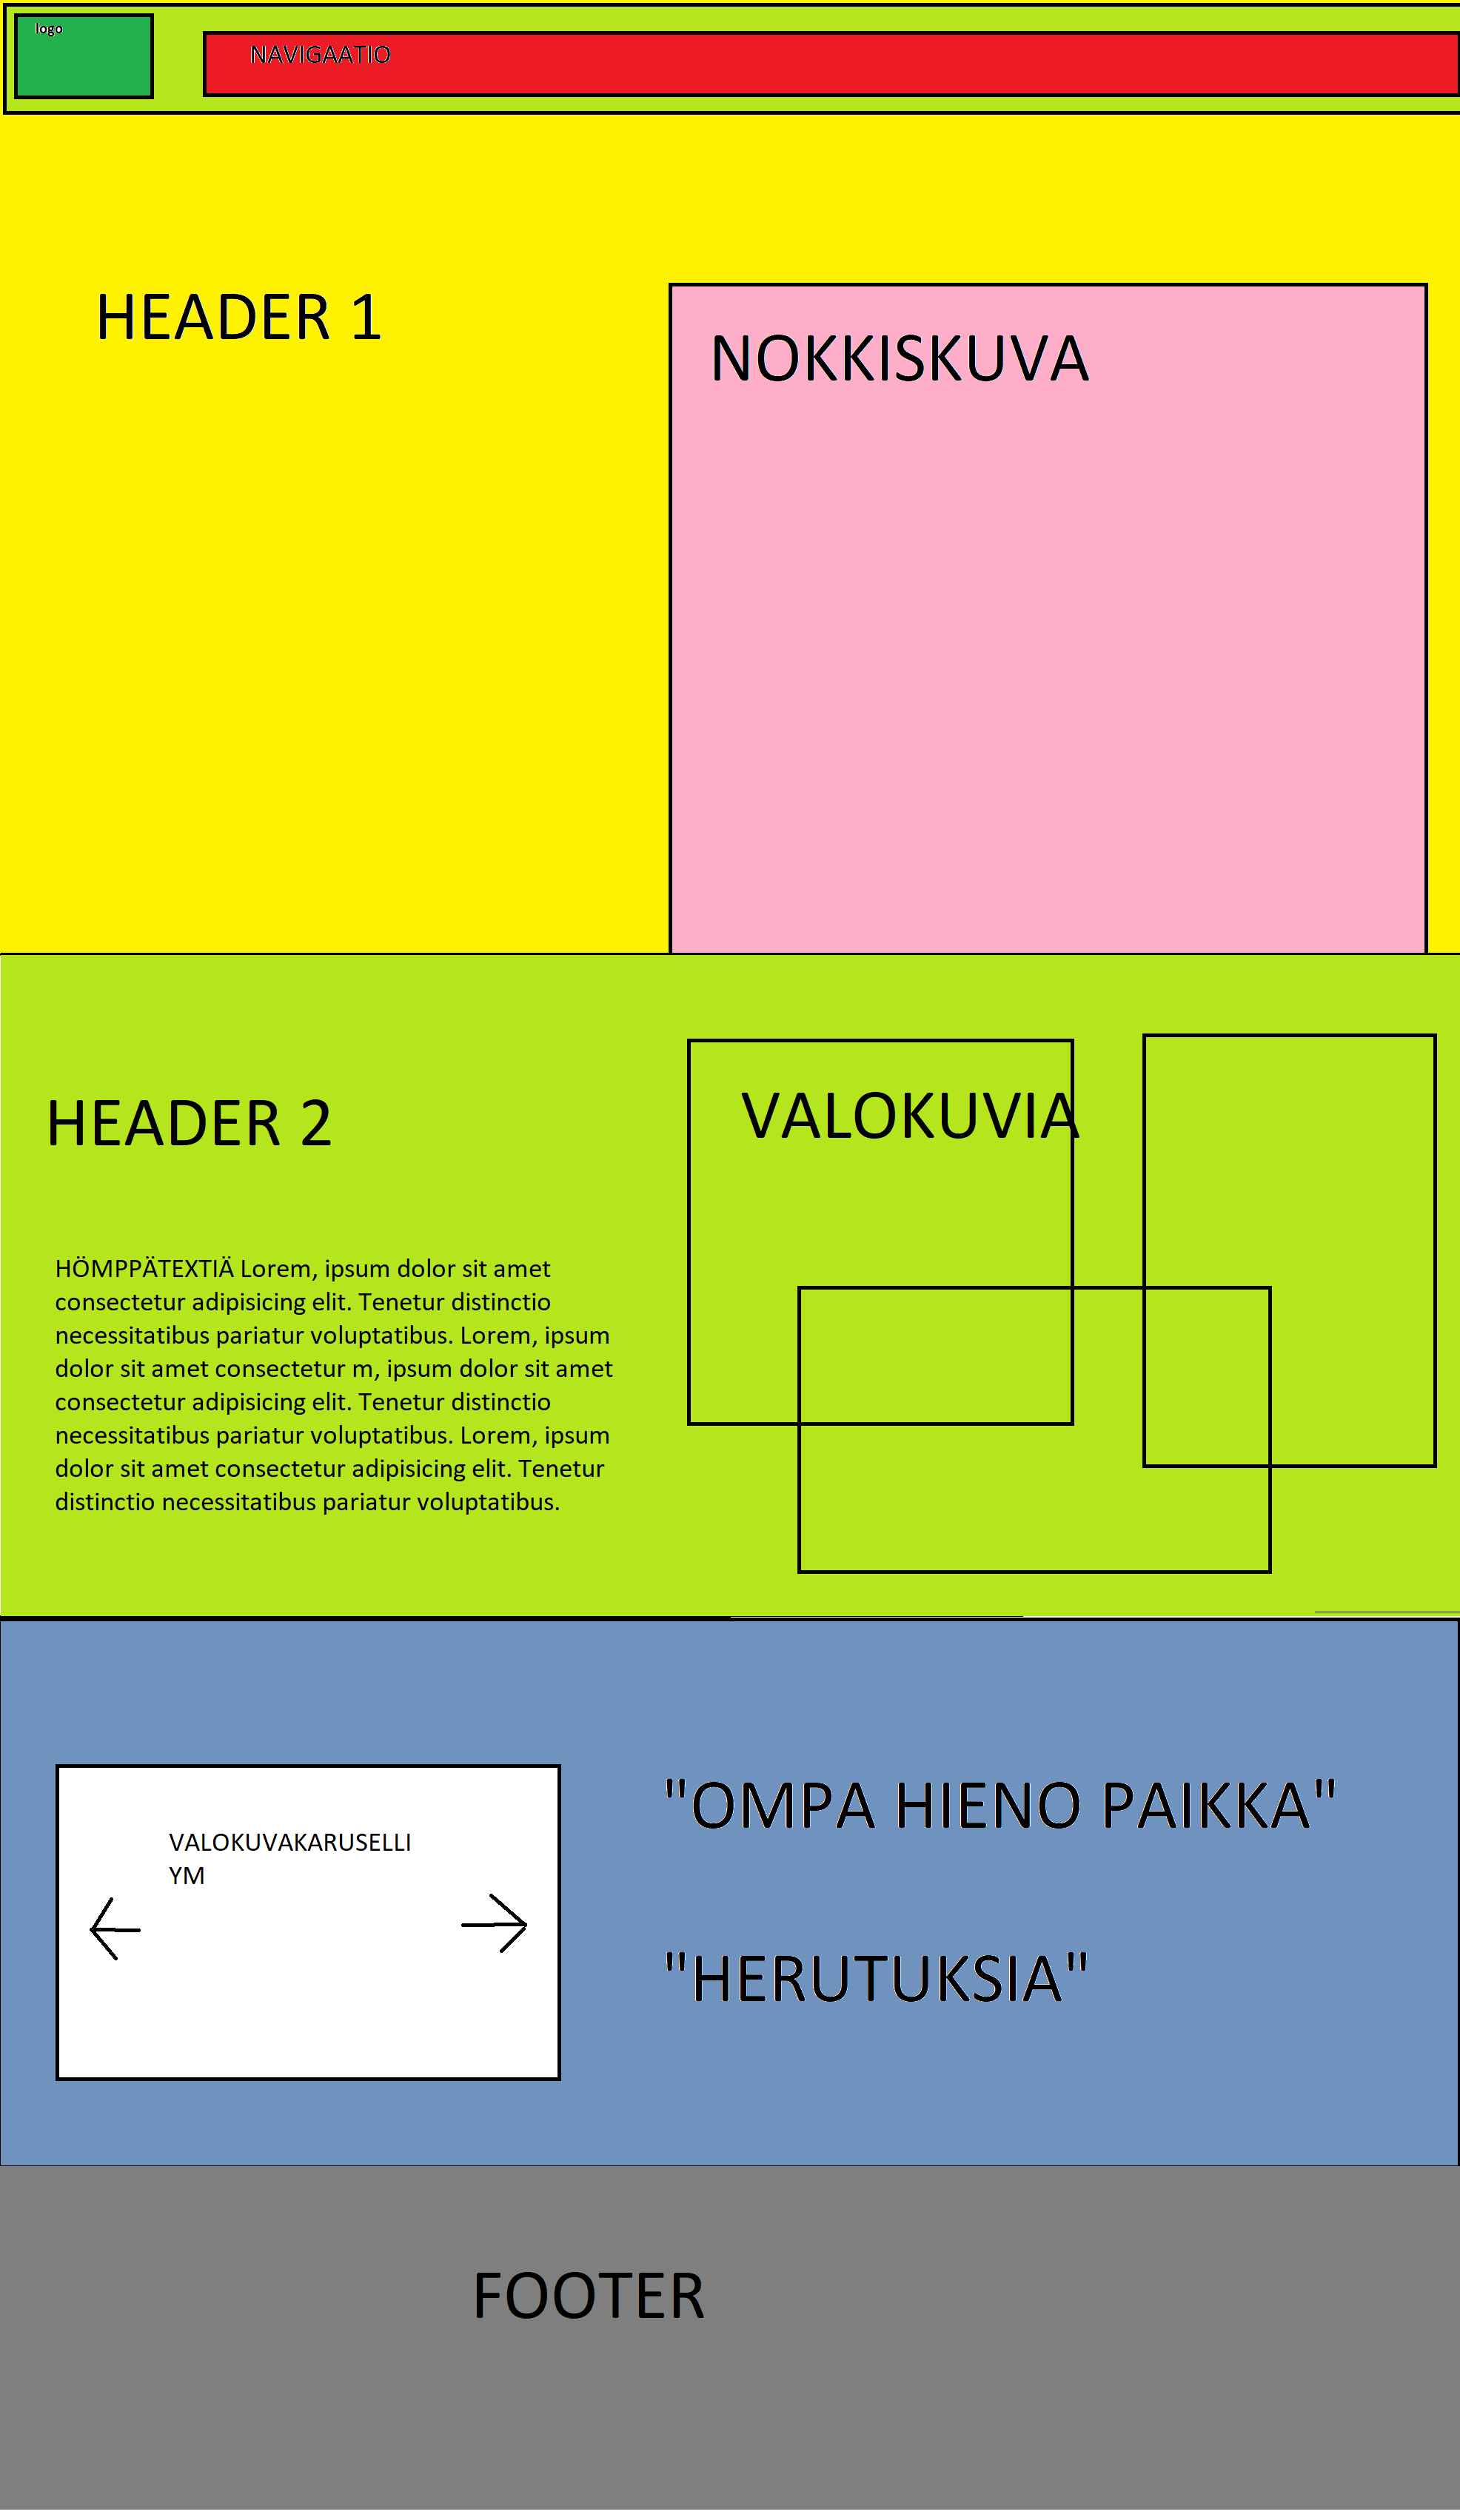 logo
NAVIGAATIO
HEADER 1
NOKKISKUVA
HEADER 2
VALOKUVIA
HÖMPPÄTEXTIÄ Lorem, ipsum dolor sit amet
consectetur adipisicing elit. Tenetur distinctio
necessitatibus pariatur voluptatibus. Lorem, ipsum
dolor sit amet consectetur m, ipsum dolor sit amet
consectetur adipisicing elit. Tenetur distinctio
necessitatibus pariatur voluptatibus. Lorem, ipsum
dolor sit amet consectetur adipisicing elit. Tenetur
distinctio necessitatibus pariatur voluptatibus.
VALOKUVAKARUSELLI
YM
"OMPA HIENO PAIKKA"
"HERUTUKSIA"
FOOTER